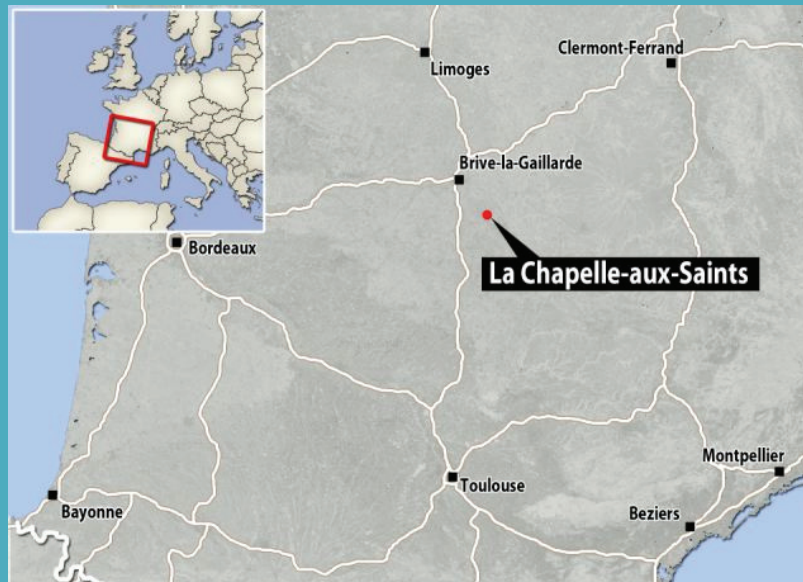 Clermont-Ferrand
Limoges
Brive-la-Gaillarde
Bordeaux
La Chapelle-aux-Saints
Montpellier
Toulouse
Bayonne
Beziers